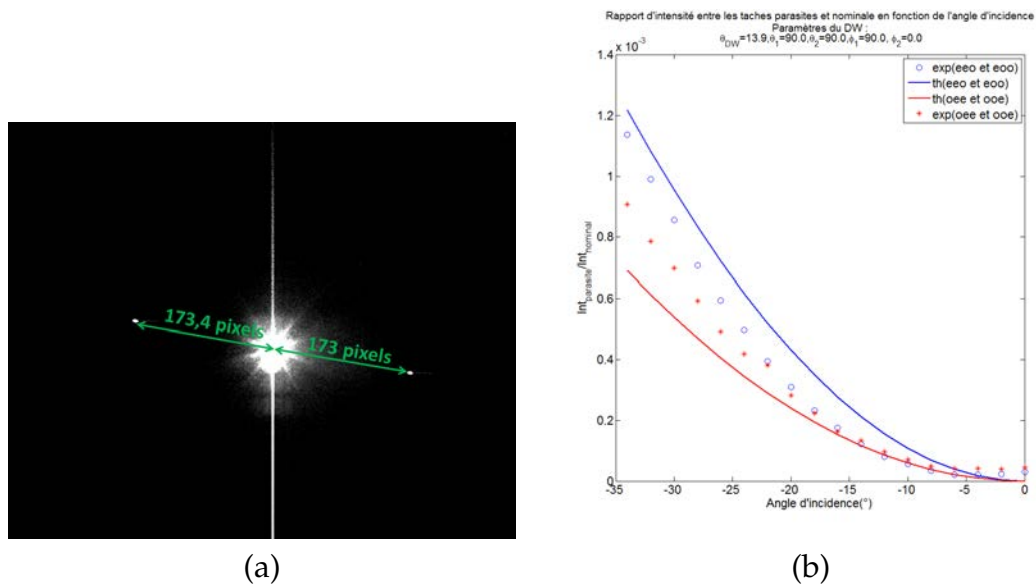 173,4 pixels
173 pixels
(a)
Rapport d'intensité entre les taches parasites et nominale en fonction de l'angle d'incidence
Paramètres du DW :
θDW=13.9,θ1=90.0,θ2=90.0,ϕ1=90.0, ϕ2=0.0
x 10-3
1.4
1.2
1
0.8
0.6
0.4
0.2
0
Intparasite/Intnominal
exp(eeo et eoo)
th(eeo et eoo)
th(oee et ooe)
exp(oee et ooe)
-35
-30
-25
-20
-15
-10
-5
0
Angle d'incidence(°)
(b)